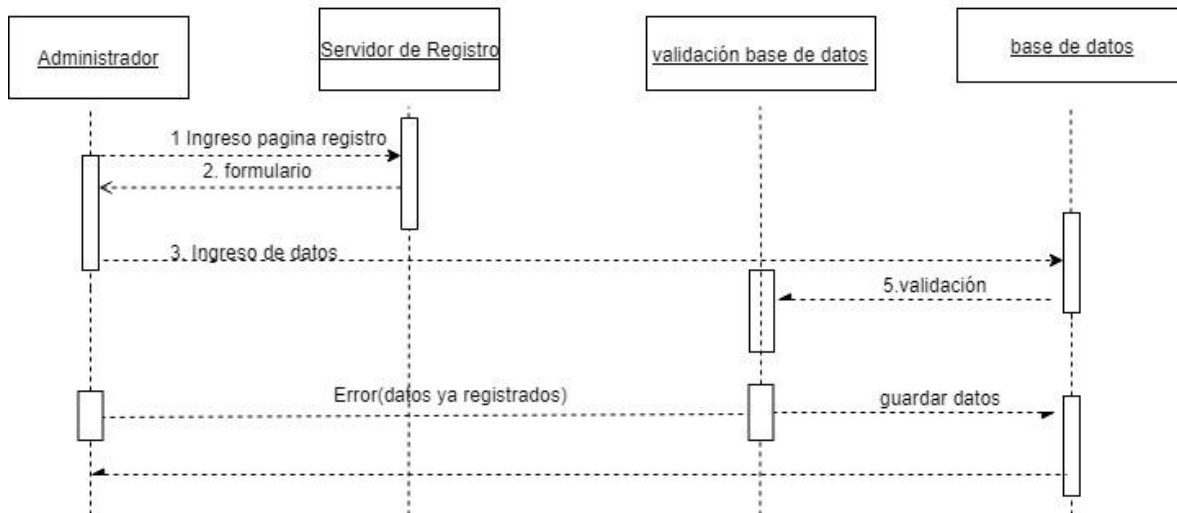 Administrador
Servidor de Registro
validación base de datos
base de datos
1 Ingreso pagina registro
2. formulario
3. Ingreso de datos
5.validación
Error(datos ya registrados)
guardar datos